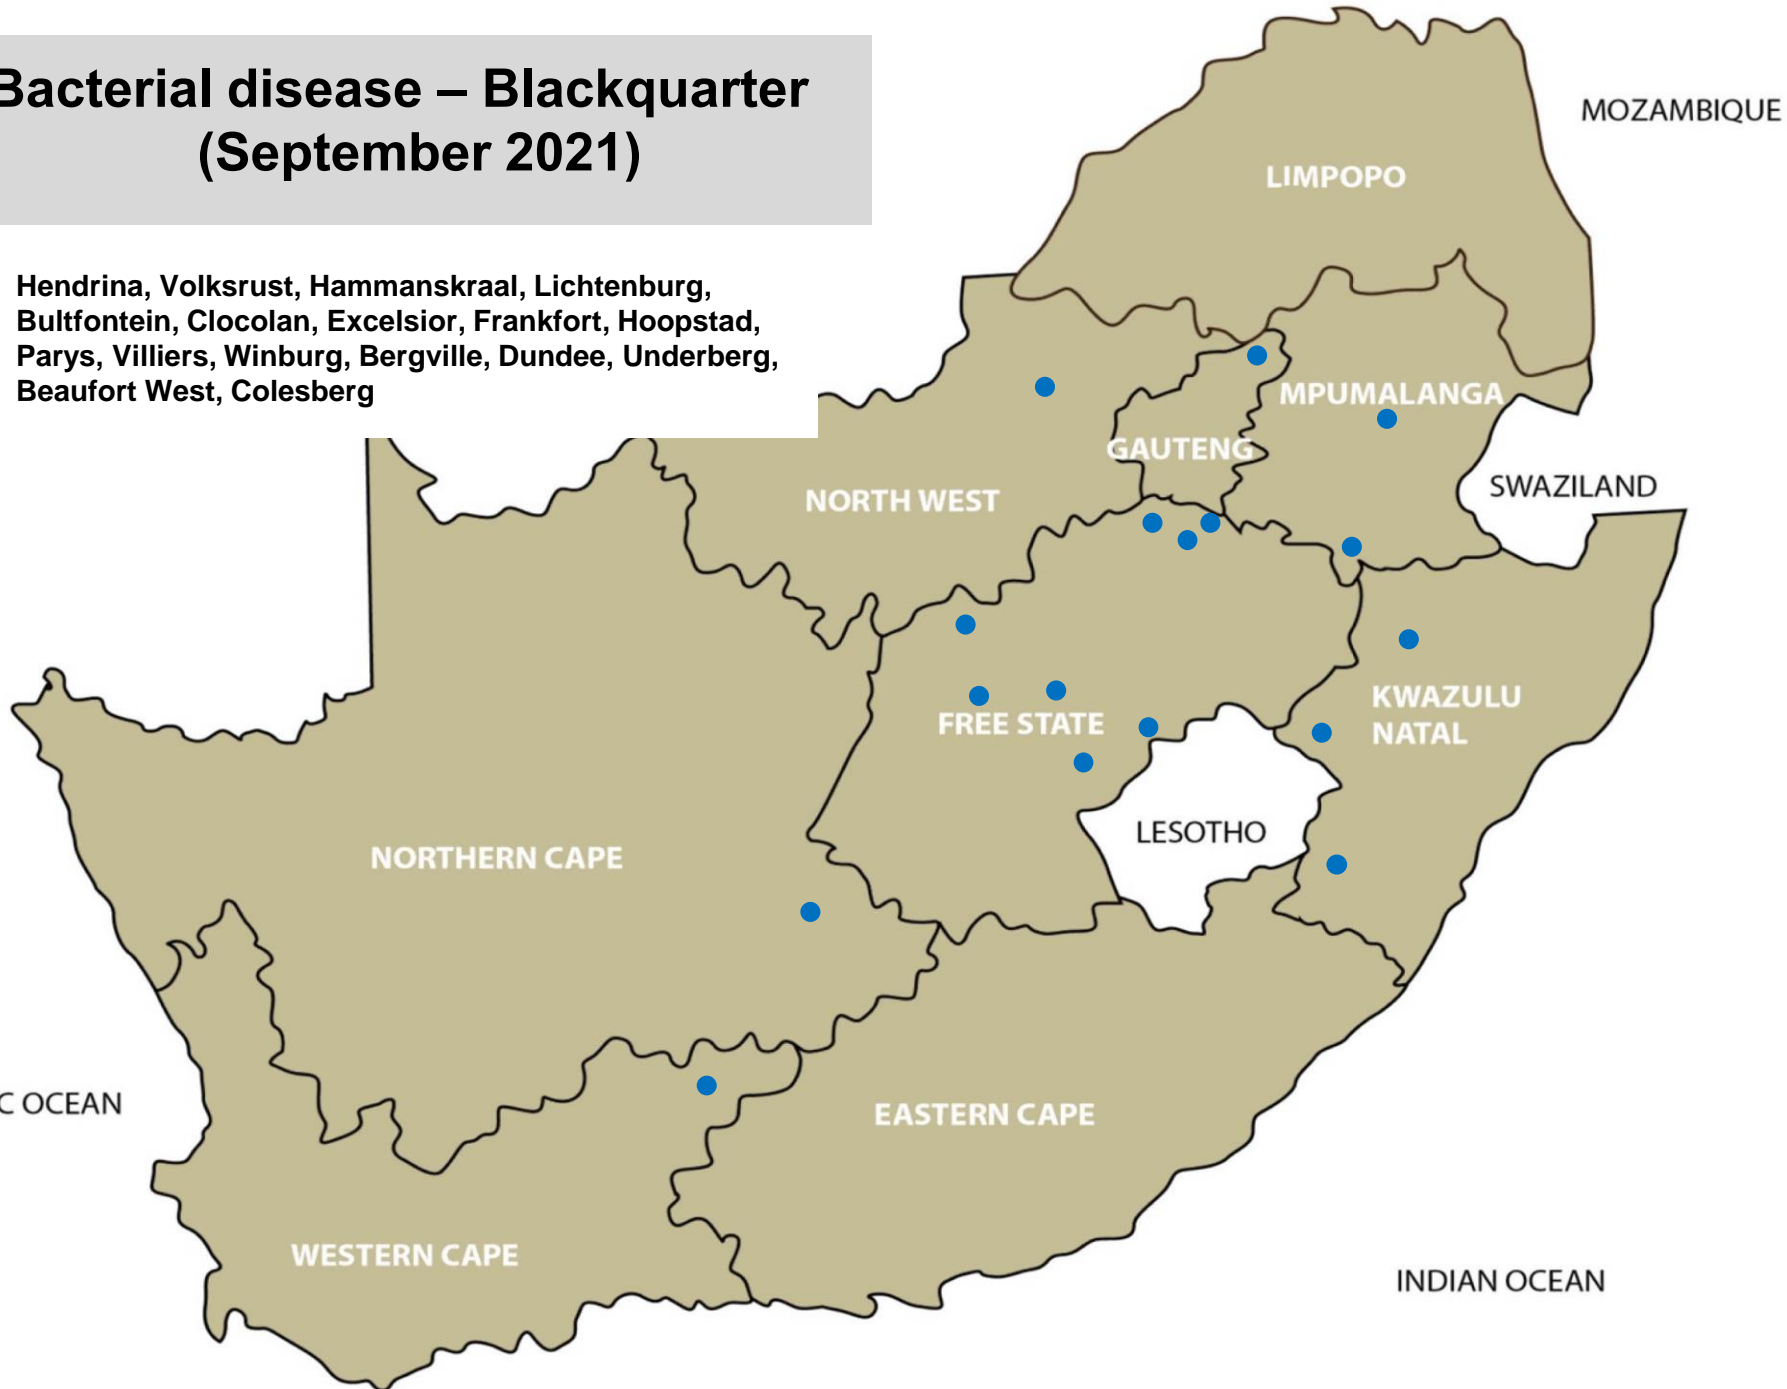 Bacterial disease – Blackquarter
(September 2021)
Hendrina, Volksrust, Hammanskraal, Lichtenburg,
Bultfontein, Clocolan, Excelsior, Frankfort, Hoopstad,
Parys, Villiers, Winburg, Bergville, Dundee, Underberg,
Beaufort West, Colesberg
MOZAMBIQUE
LIMPOPO
MPUMALANGA
GAUTENG
SWAZILAND
NORTH WEST
KWAZULU
NATAL
FREE STATE
LESOTHO
NORTHERN CAPE
C OCEAN
EASTERN CAPE
WESTERN CAPE
INDIAN OCEAN